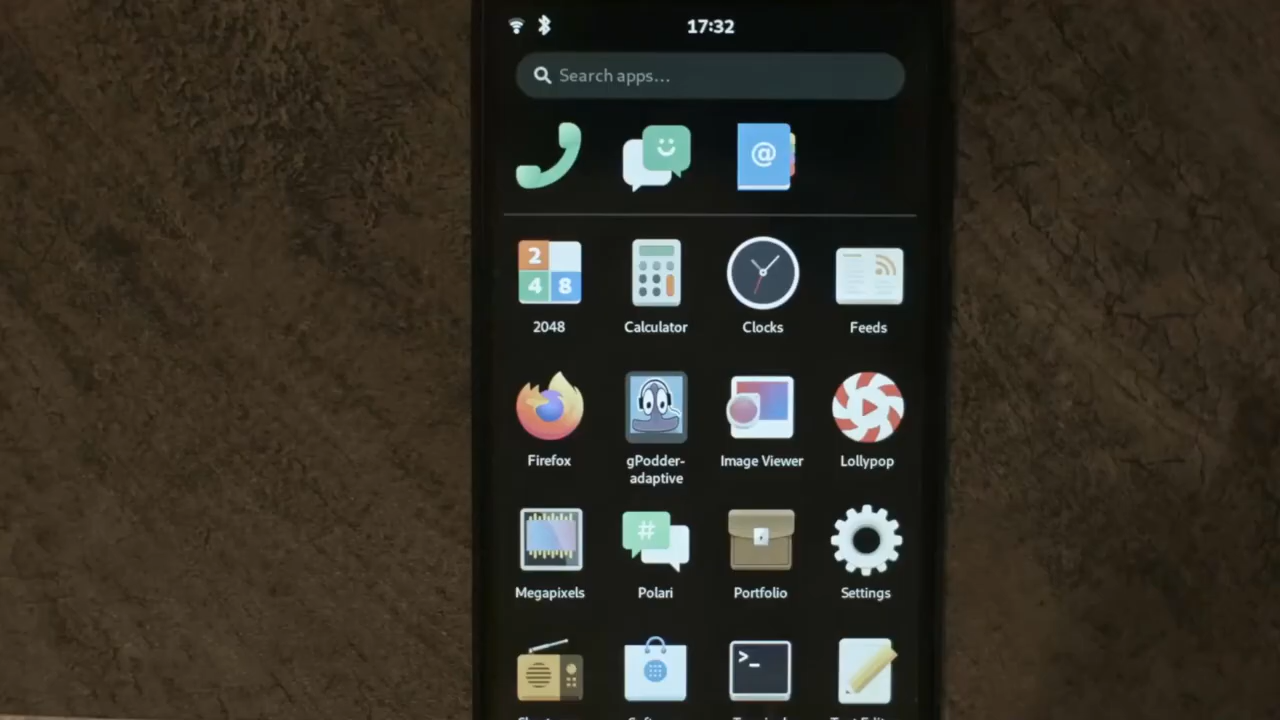 17:32
Search apps...
@
2
4 8
2048 Calculator Clocks Feeds
Firefox gPodder-
adaptive Image Viewer Lollypop
#
Megapixels Polari Portfolio Settings
>_